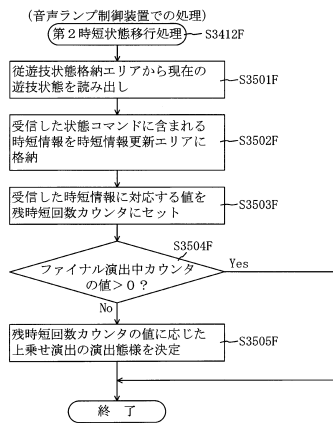 (音声ランプ制御装置での処理)
第2時短状態移行処理
S3412F
従遊技状態格納エリアから現在の
遊技状態を読み出し
S3501F
受信した状態コマンドに含まれる
時短情報を時短情報更新エリアに
格納
S3502F
受信した時短情報に対応する値を
残時短回数カウンタにセット
S3503F
S3504F
ファイナル演出中カウンタ
の値>0?
Yes
No
残時短回数カウンタの値に応じた
上乗せ演出の演出態様を決定
S3505F
終 了